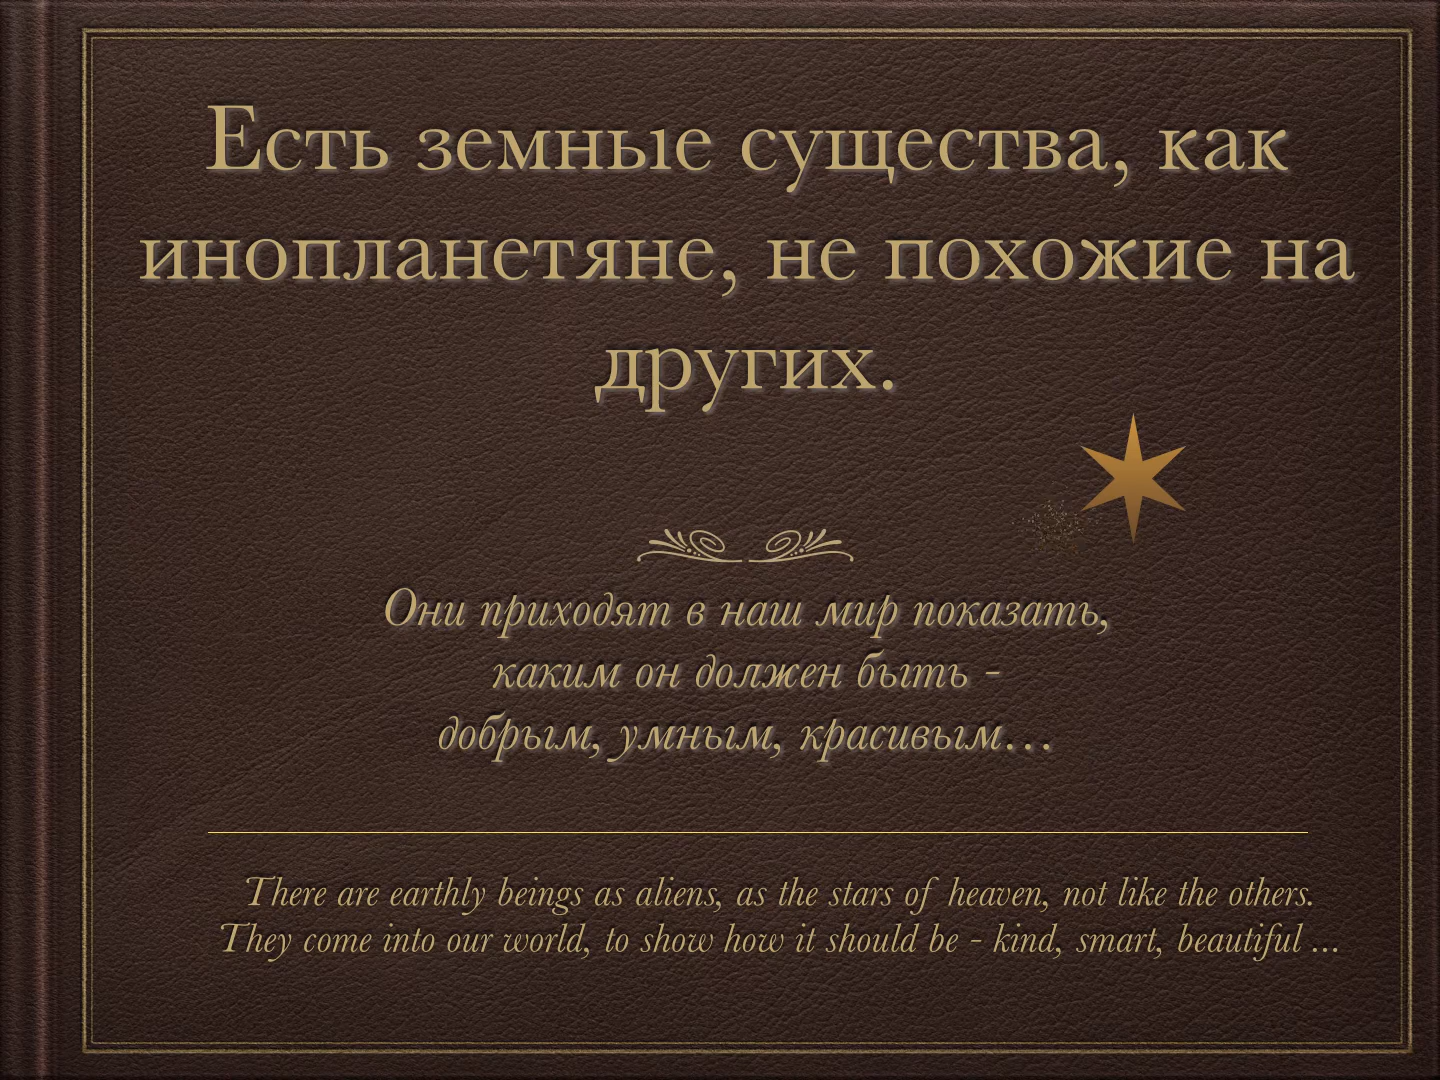 Есть земные существа, как
инопланетяне, не похожие на
других.
Они приходят в наш мир показать,
каким он должен быть -
добрым, умным, красивым…
There are earthly beings as aliens, as the stars of heaven, not like the others.
They come into our world, to show how it should be - kind, smart, beautiful ...